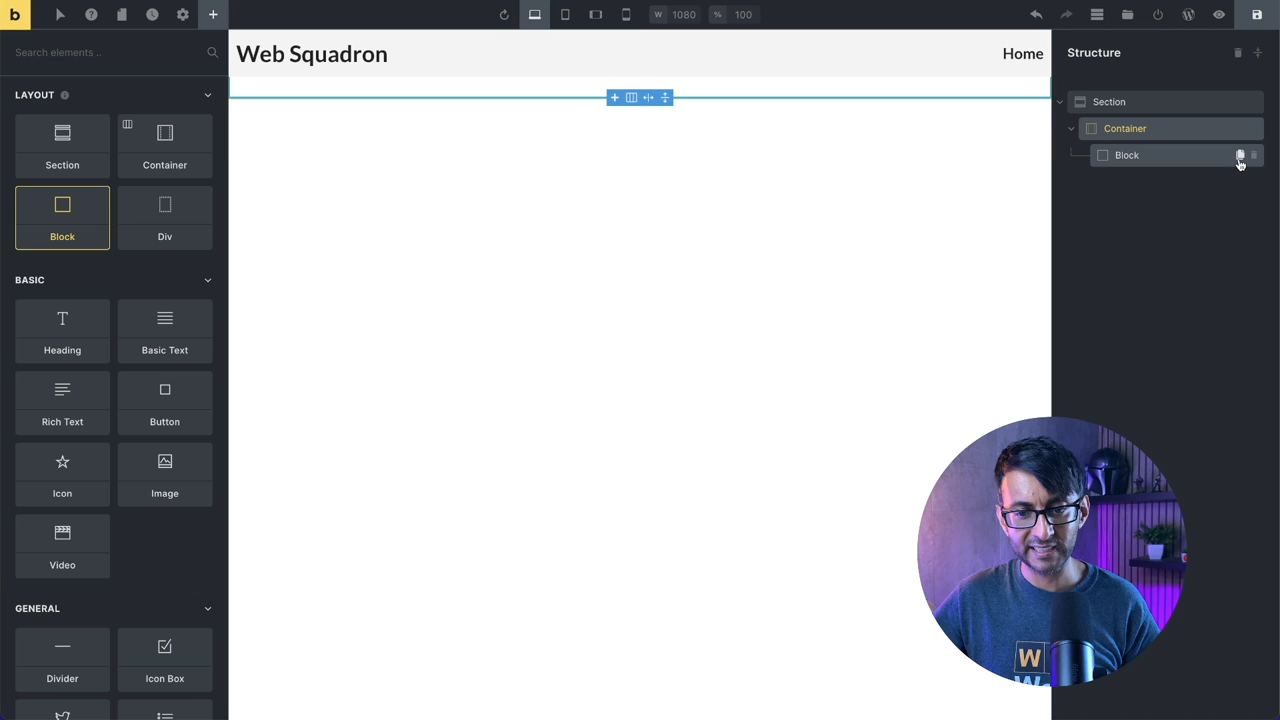 b
W 1080
% 100
Search elements ..
Web Squadron
Home
Structure
LAYOUT
Section
Container
Block
Div
Section
Container
Block
BASIC
Heading
Basic Text
Rich Text
Button
Icon
Image
Video
GENERAL
Divider
Icon Box
W